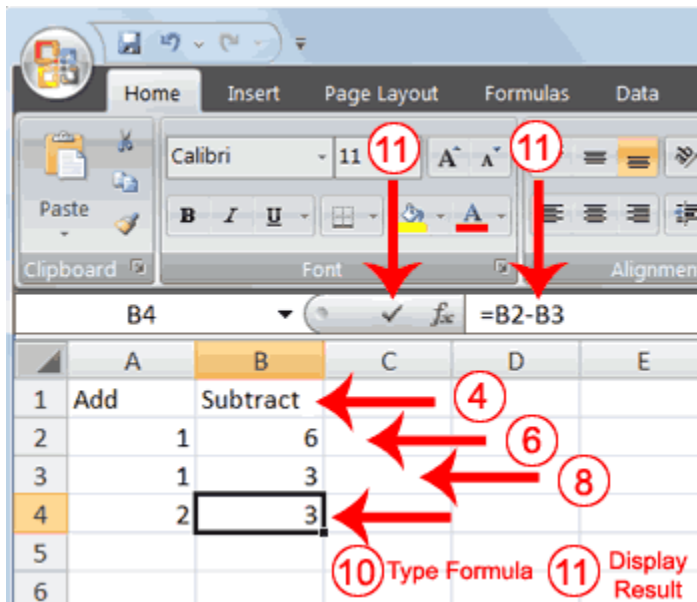 Home Insert Page Layout Formulas Data
Calibri 11 11 A A 11
Paste B I U A
Clipboard Font Alignmen
B4 fx =B2-B3
A B C D E
1 Add Subtract 4
2 1 6 6
3 1 3 8
4 2 3
5 10 Type Formula 11 Display
6 Result